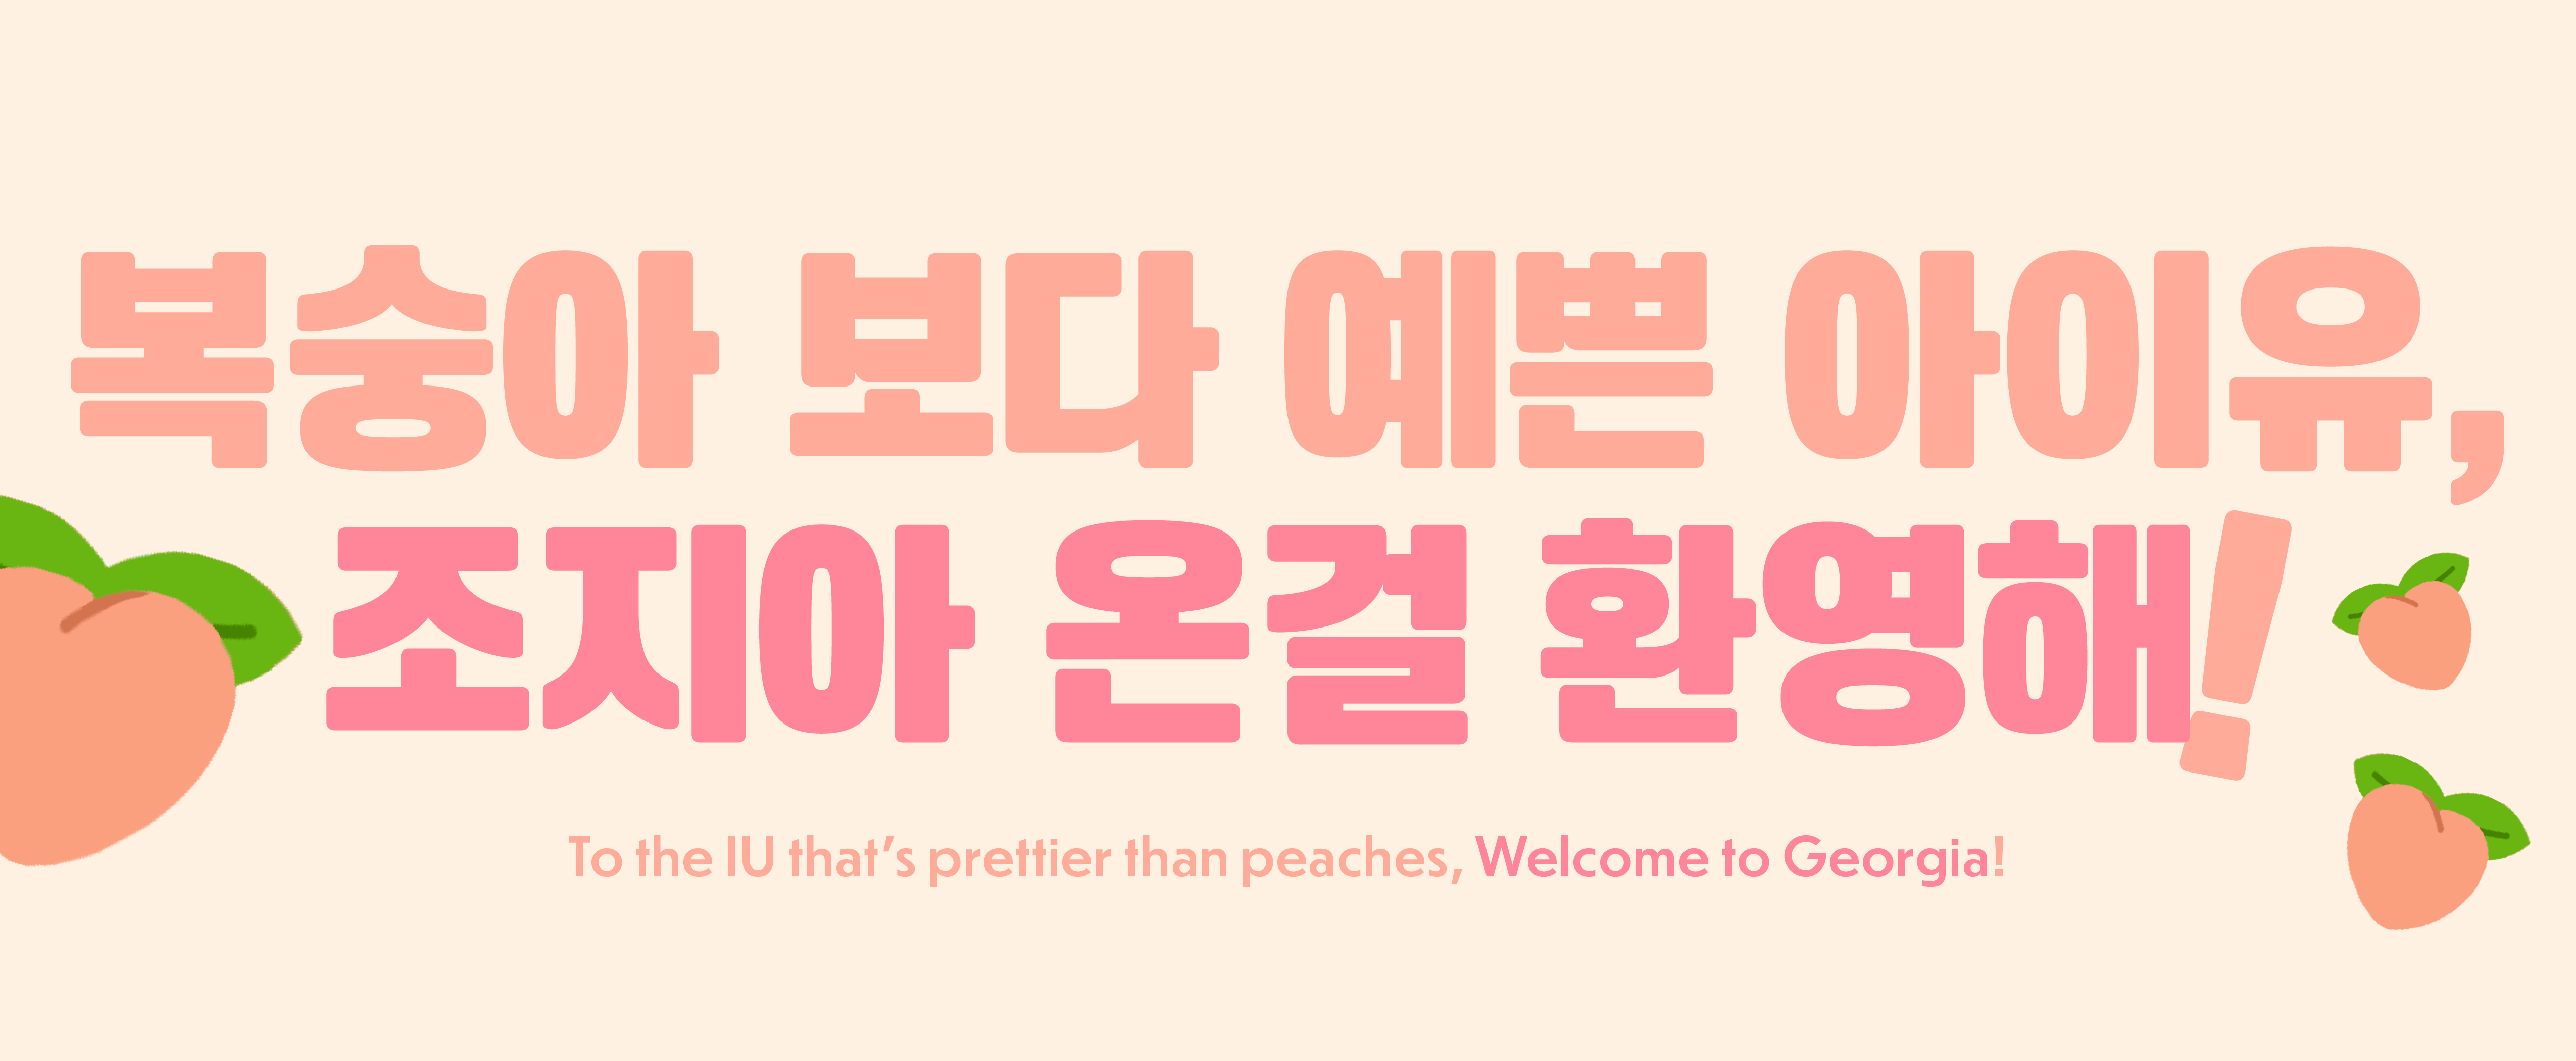 복숭아 보다 예쁜 아이유,
조지아 온걸 환영해!
To the IU that's prettier than peaches, Welcome to Georgia!